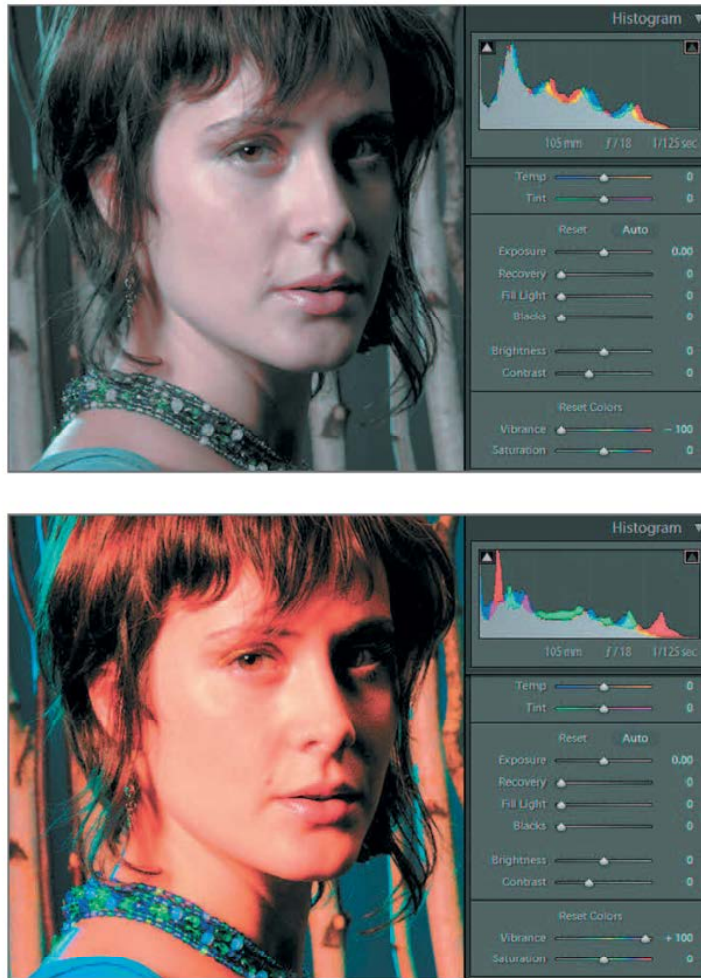 Histogram
105 mm ƒ / 18 1/125 sec
Temp 0
Tint 0
Reset Auto
Exposure 0.00
Recovery 0
Fill Light 0
Blacks 0
Brightness 0
Contrast 0
Reset Colors
Vibrance – 100
Saturation 0
Histogram
105 mm ƒ / 18 1/125 sec
Temp 0
Tint 0
Reset Auto
Exposure 0.00
Recovery 0
Fill Light 0
Blacks 0
Brightness 0
Contrast 0
Reset Colors
Vibrance + 100
Saturation 0